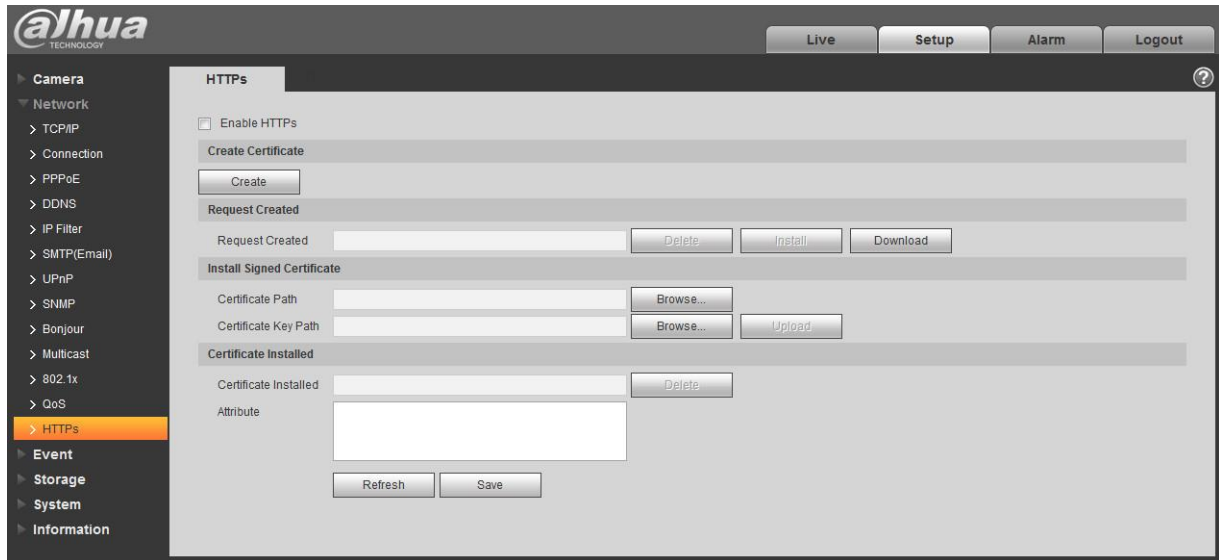 alhua
TECHNOLOGY
Live Setup Alarm Logout
Camera
Network
TCP/IP
Connection
PPPoE
DDNS
IP Filter
SMTP(Email)
UPnP
SNMP
Bonjour
Multicast
802.1x
QoS
HTTPs
Event
Storage
System
Information
HTTPs ?
Enable HTTPs
Create Certificate
Create
Request Created
Request Created Delete Install Download
Install Signed Certificate
Certificate Path Browse...
Certificate Key Path Browse... Upload
Certificate Installed
Certificate Installed Delete
Attribute
Refresh Save